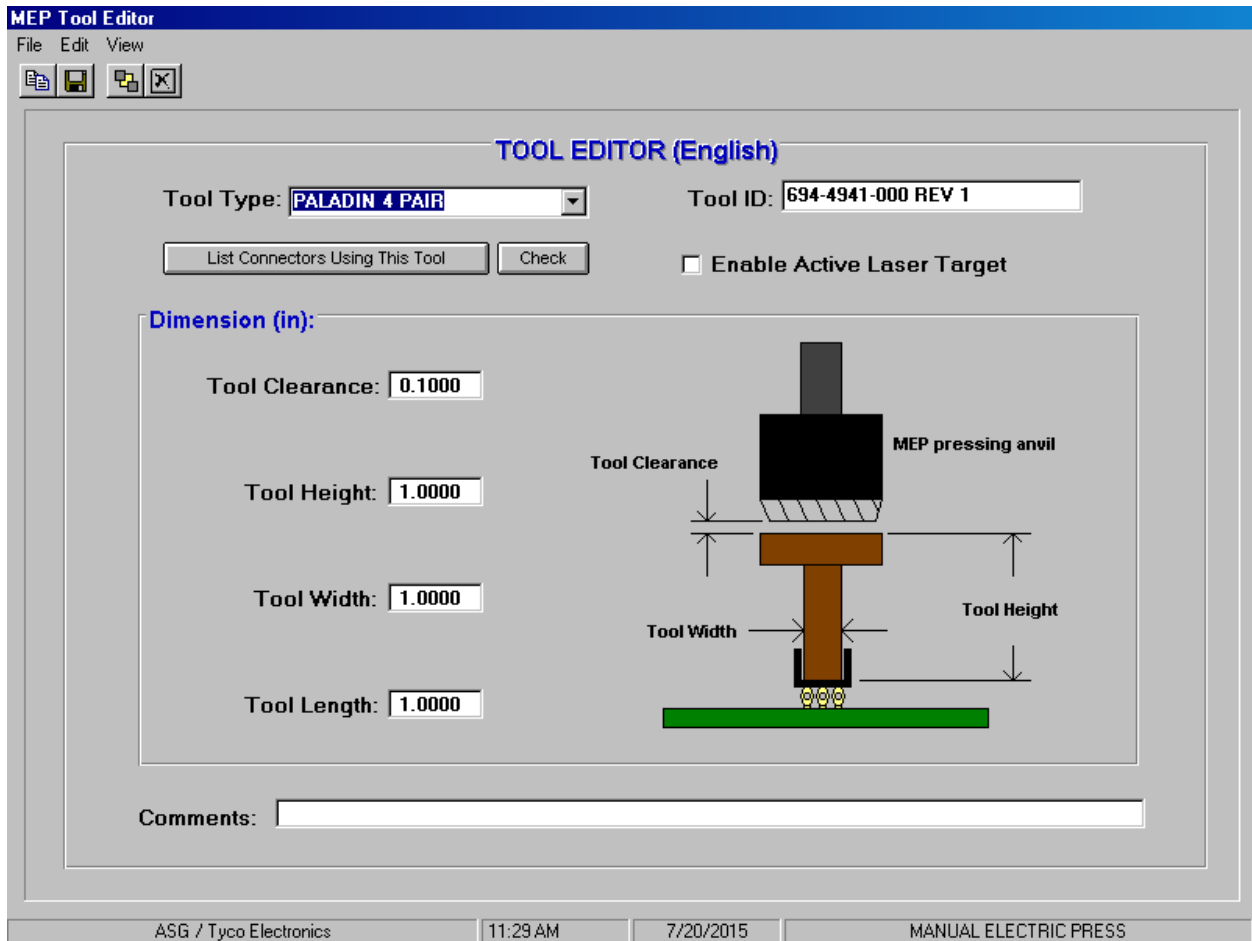 MEP Tool Editor
File Edit View
TOOL EDITOR (English)
Tool Type: PALADIN 4 PAIR
Tool ID: 694-4941-000 REV 1
List Connectors Using This Tool
Check
Enable Active Laser Target
Dimension (in):
Tool Clearance: 0.1000
Tool Height: 1.0000
Tool Width: 1.0000
Tool Length: 1.0000
MEP pressing anvil
Tool Clearance
Tool Height
Tool Width
Comments:
ASG / Tyco Electronics 11:29 AM 7/20/2015 MANUAL ELECTRIC PRESS